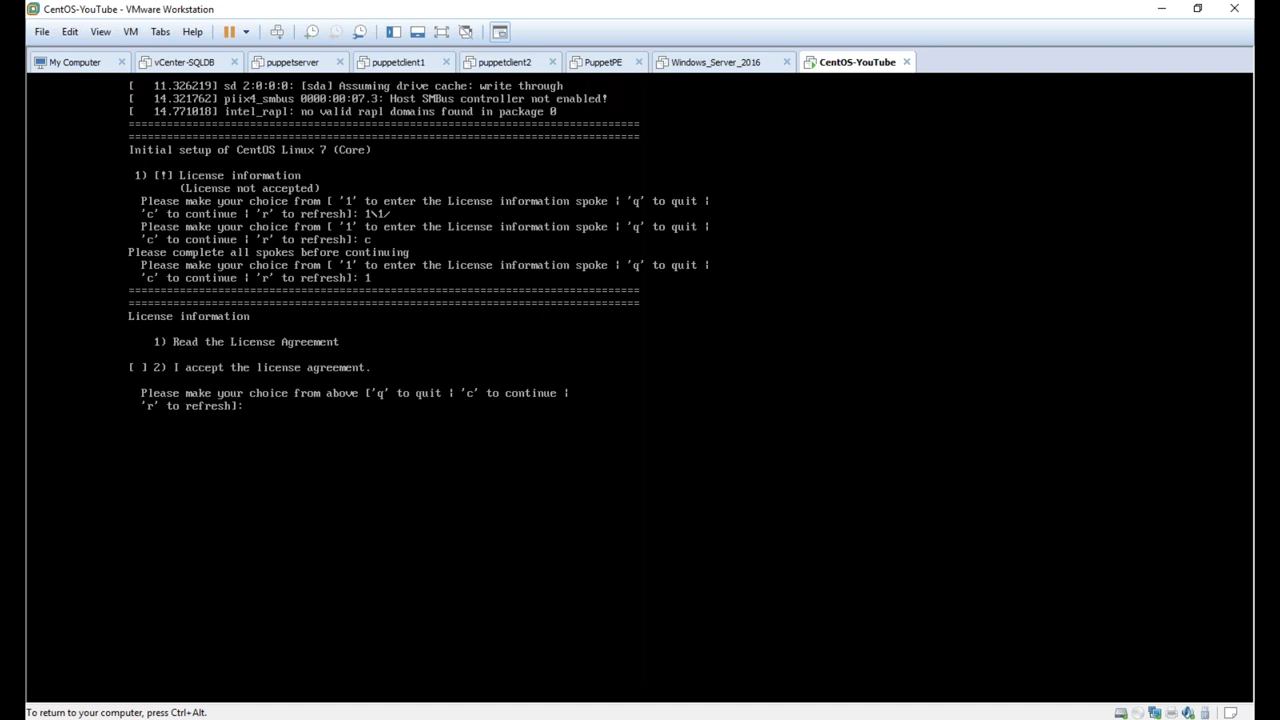 CentOS-YouTube - VMware Workstation
File Edit View VM Tabs Help
My Computer vCenter-SQLDB puppetserver puppetclient1 puppetclient2 PuppetPE Windows_Server_2016 CentOS-YouTube
[ 11.326219] sd 2:0:0:0: [sda] Assuming drive cache: write through
[ 14.321762] piix4_smbus 0000:00:07.3: Host SMBus controller not enabled!
[ 14.771018] intel_rapl: no valid rapl domains found in package 0
================================================================================
================================================================================
Initial setup of CentOS Linux 7 (Core)
1) [!] License information
(License not accepted)
Please make your choice from [ '1' to enter the License information spoke | 'q' to quit |
'c' to continue | 'r' to refresh]: 1\1/
Please make your choice from [ '1' to enter the License information spoke | 'q' to quit |
'c' to continue | 'r' to refresh]: c
Please complete all spokes before continuing
Please make your choice from [ '1' to enter the License information spoke | 'q' to quit |
'c' to continue | 'r' to refresh]: 1
================================================================================
================================================================================
License information
1) Read the License Agreement
[ ] 2) I accept the license agreement.
Please make your choice from above ['q' to quit | 'c' to continue |
'r' to refresh]:
To return to your computer, press Ctrl+Alt.